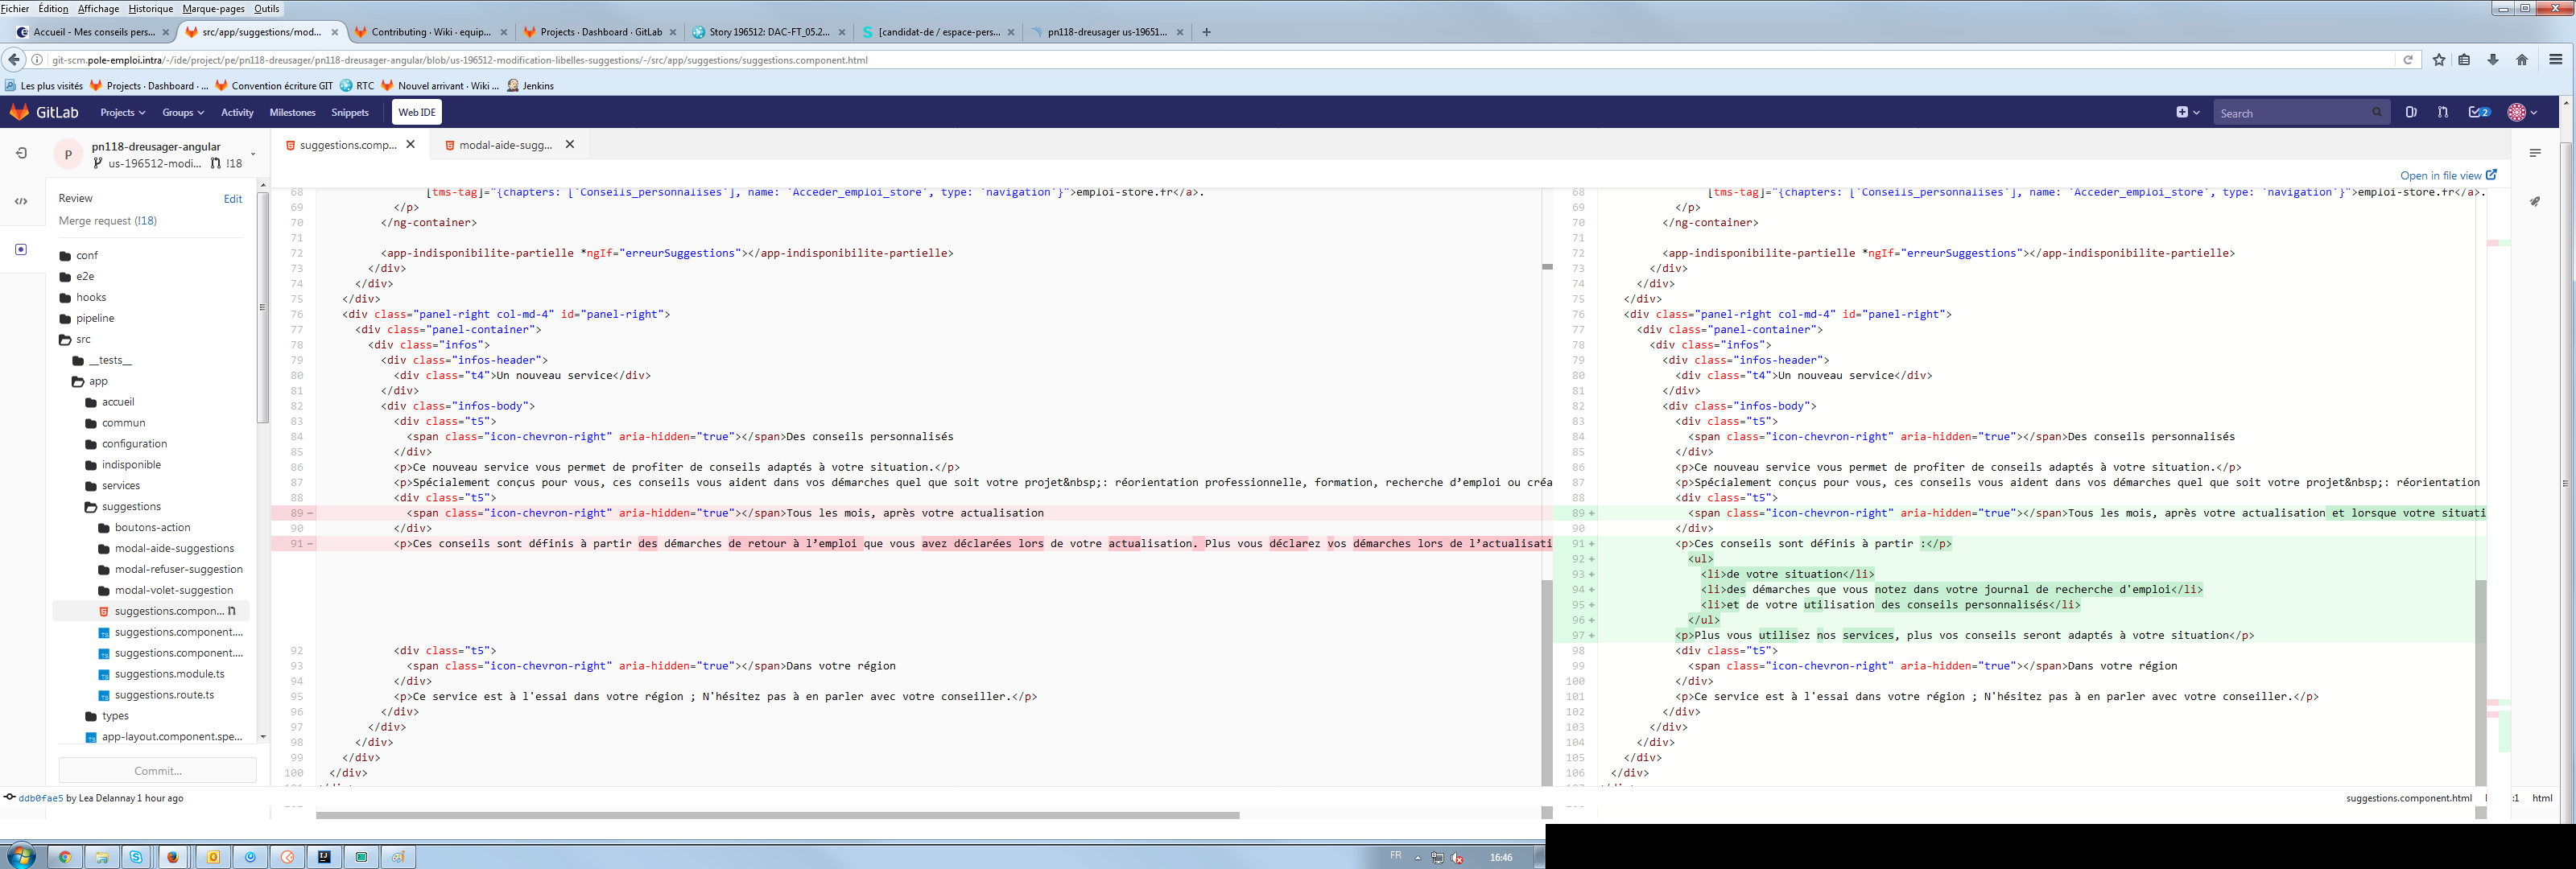 Fichier Édition Affichage Historique Marque-pages Outils
Accueil - Mes conseils pers... × src/app/suggestions/mod... × Contributing · Wiki · equip... × Projects · Dashboard · GitLab × Story 196512: DAC-FT_05.2... × [candidat-de / espace-pers... × pn118-dreusager us-19651... × +
git-scm.pole-emploi.intra/-/ide/project/pe/pn118-dreusager/pn118-dreusager-angular/blob/us-196512-modification-libelles-suggestions/-/src/app/suggestions/suggestions.component.html
Les plus visités Projects · Dashboard · ... Convention écriture GIT RTC Nouvel arrivant · Wiki ... Jenkins
GitLab Projects Groups Activity Milestones Snippets Web IDE Search 2
P pn118-dreusager-angular
us-196512-modi... !18
Review Edit
Merge request (!18)
conf
e2e
hooks
pipeline
src
__tests__
app
accueil
commun
configuration
indisponible
services
suggestions
boutons-action
modal-aide-suggestions
modal-refuser-suggestion
modal-volet-suggestion
suggestions.compon...
suggestions.component....
suggestions.component....
suggestions.module.ts
suggestions.route.ts
types
app-layout.component.spe...
Commit...
suggestions.comp... × modal-aide-sugg... ×
Open in file view
68 [tms-tag]="{chapters: ['Conseils_personnalises'], name: `Acceder_emploi_store`, type: `navigation`}">emploi-store.fr</a>.
69 </p>
70 </ng-container>
71
72 <app-indisponibilite-partielle *ngIf="erreurSuggestions"></app-indisponibilite-partielle>
73 </div>
74 </div>
75 </div>
76 <div class="panel-right col-md-4" id="panel-right">
77 <div class="panel-container">
78 <div class="infos">
79 <div class="infos-header">
80 <div class="t4">Un nouveau service</div>
81 </div>
82 <div class="infos-body">
83 <div class="t5">
84 <span class="icon-chevron-right" aria-hidden="true"></span>Des conseils personnalisés
85 </div>
86 <p>Ce nouveau service vous permet de profiter de conseils adaptés à votre situation.</p>
87 <p>Spécialement conçus pour vous, ces conseils vous aident dans vos démarches quel que soit votre projet&nbsp;: réorientation professionnelle, formation, recherche d’emploi ou créa
88 <div class="t5">
89 − <span class="icon-chevron-right" aria-hidden="true"></span>Tous les mois, après votre actualisation
90 </div>
91 − <p>Ces conseils sont définis à partir des démarches de retour à l’emploi que vous avez déclarées lors de votre actualisation. Plus vous déclarez vos démarches lors de l’actualisati
92 <div class="t5">
93 <span class="icon-chevron-right" aria-hidden="true"></span>Dans votre région
94 </div>
95 <p>Ce service est à l'essai dans votre région ; N'hésitez pas à en parler avec votre conseiller.</p>
96 </div>
97 </div>
98 </div>
99 </div>
100 </div>
68 [tms-tag]="{chapters: ['Conseils_personnalises'], name: `Acceder_emploi_store`, type: `navigation`}">emploi-store.fr</a>.
69 </p>
70 </ng-container>
71
72 <app-indisponibilite-partielle *ngIf="erreurSuggestions"></app-indisponibilite-partielle>
73 </div>
74 </div>
75 </div>
76 <div class="panel-right col-md-4" id="panel-right">
77 <div class="panel-container">
78 <div class="infos">
79 <div class="infos-header">
80 <div class="t4">Un nouveau service</div>
81 </div>
82 <div class="infos-body">
83 <div class="t5">
84 <span class="icon-chevron-right" aria-hidden="true"></span>Des conseils personnalisés
85 </div>
86 <p>Ce nouveau service vous permet de profiter de conseils adaptés à votre situation.</p>
87 <p>Spécialement conçus pour vous, ces conseils vous aident dans vos démarches quel que soit votre projet&nbsp;: réorientation
88 <div class="t5">
89 + <span class="icon-chevron-right" aria-hidden="true"></span>Tous les mois, après votre actualisation et lorsque votre situati
90 </div>
91 + <p>Ces conseils sont définis à partir :</p>
92 + <ul>
93 + <li>de votre situation</li>
94 + <li>des démarches que vous notez dans votre journal de recherche d'emploi</li>
95 + <li>et de votre utilisation des conseils personnalisés</li>
96 + </ul>
97 + <p>Plus vous utilisez nos services, plus vos conseils seront adaptés à votre situation</p>
98 <div class="t5">
99 <span class="icon-chevron-right" aria-hidden="true"></span>Dans votre région
100 </div>
101 <p>Ce service est à l'essai dans votre région ; N'hésitez pas à en parler avec votre conseiller.</p>
102 </div>
103 </div>
104 </div>
105 </div>
106 </div>
ddb0fae5 by Lea Delannay 1 hour ago
suggestions.component.html :1 html
FR 16:46